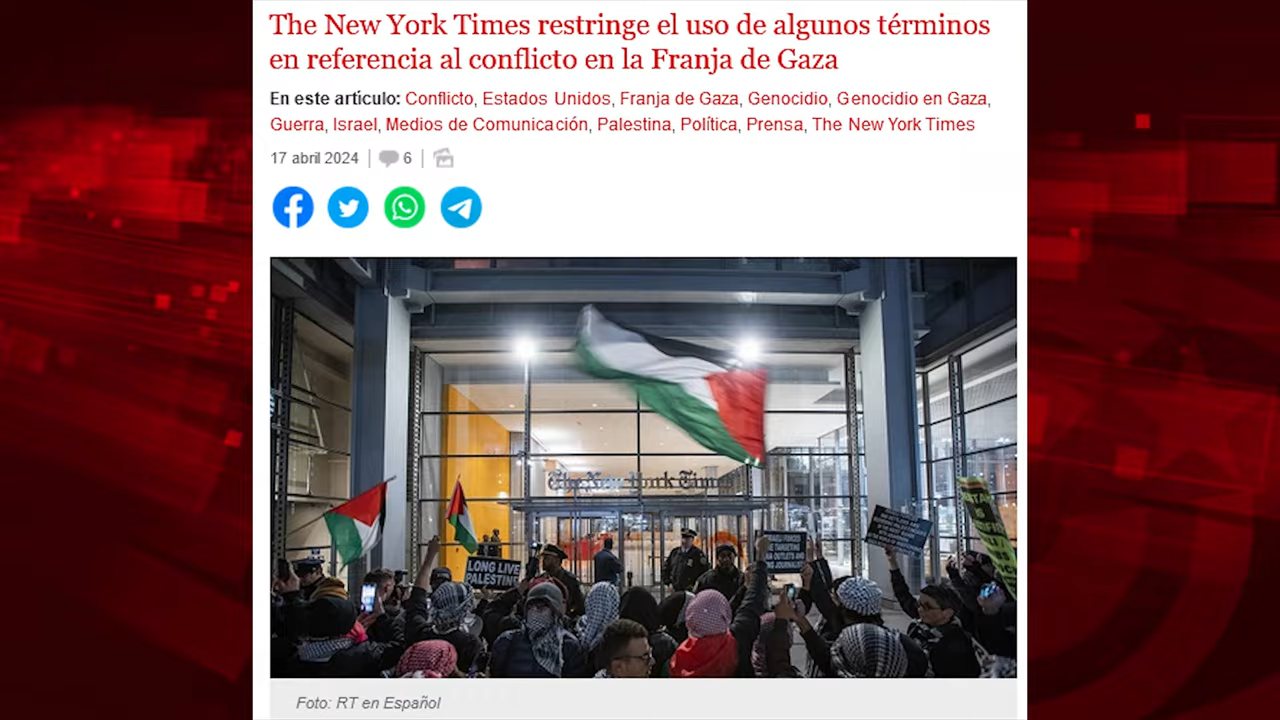 The New York Times restringe el uso de algunos términos
en referencia al conflicto en la Franja de Gaza
En este artículo: Conflicto, Estados Unidos, Franja de Gaza, Genocidio, Genocidio en Gaza,
Guerra, Israel, Medios de Comunicación, Palestina, Política, Prensa, The New York Times
17 abril 2024 | 6 |
The New York Times
LONG LIVE
PALESTINE
Foto: RT en Español